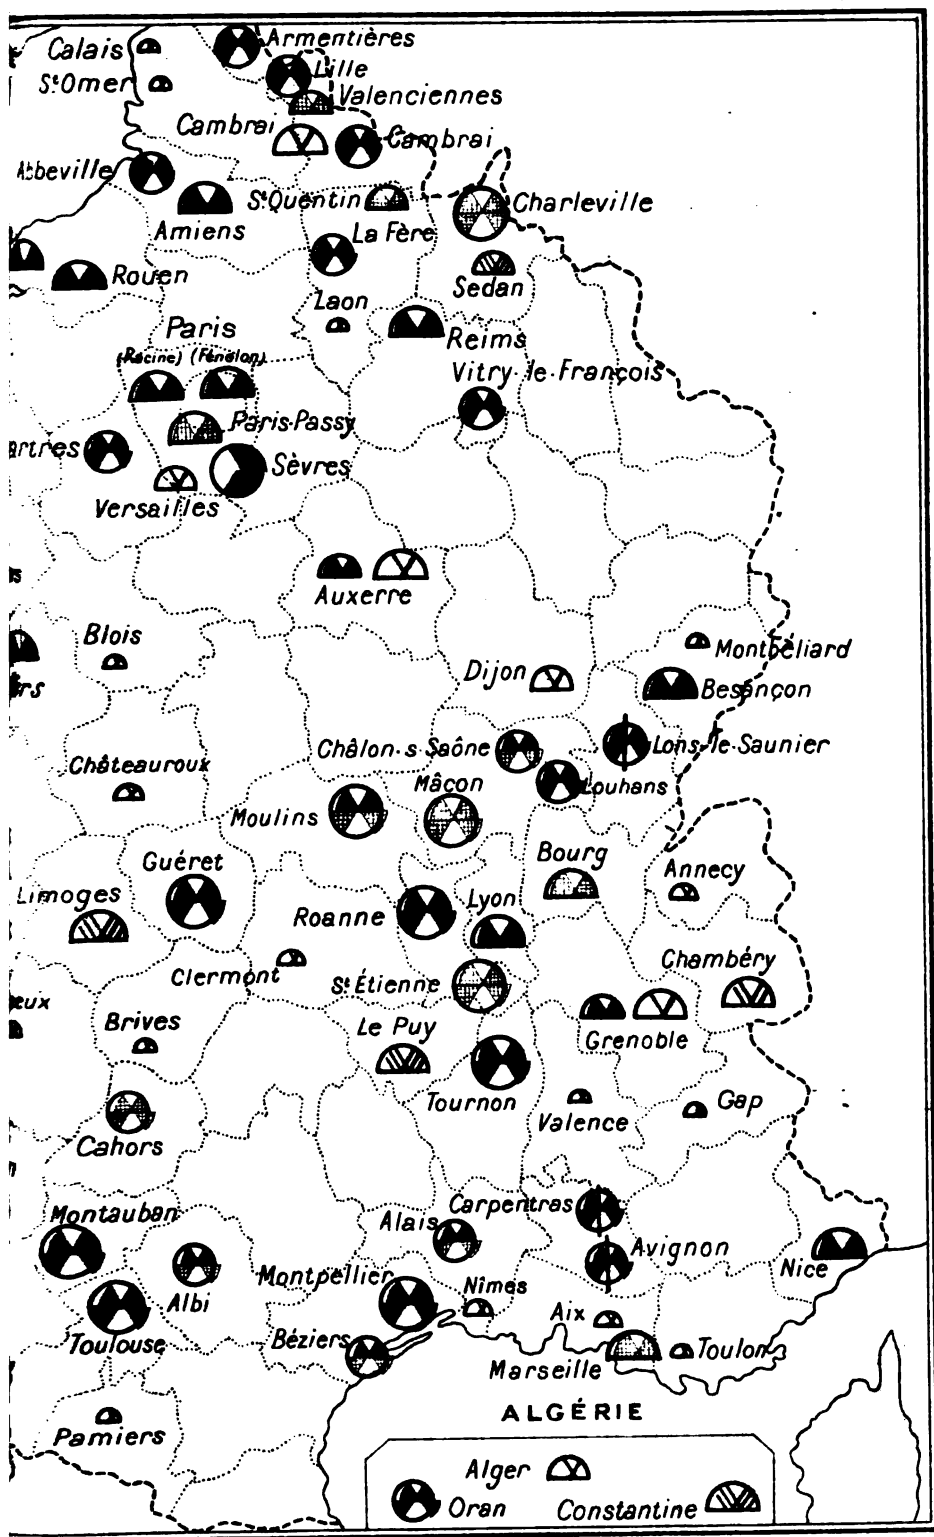 Calais
Armentières
Lille
St Omer
Valenciennes
Cambrai
Cambrai
Abbeville
St Quentin
Charleville
Amiens
La Fère
Rouen
Sedan
Laon
Paris
Reims
(Racine) (Fénelon)
Vitry-le-François
Paris-Passy
artres
Sèvres
Versailles
Auxerre
Blois
Montbéliard
Dijon
Besançon
Châlon-s-Saône
Lons-le-Saunier
Châteauroux
Mâcon
Louhans
Moulins
Guéret
Bourg
Annecy
Limoges
Roanne
Lyon
Clermont
St Étienne
Chambéry
eux
Brives
Le Puy
Grenoble
Tournon
Valence
Gap
Cahors
Montauban
Alais
Carpentras
Avignon
Nice
Albi
Montpellier
Nîmes
Toulouse
Béziers
Aix
Toulon
Marseille
Pamiers
ALGÉRIE
Alger
Oran
Constantine